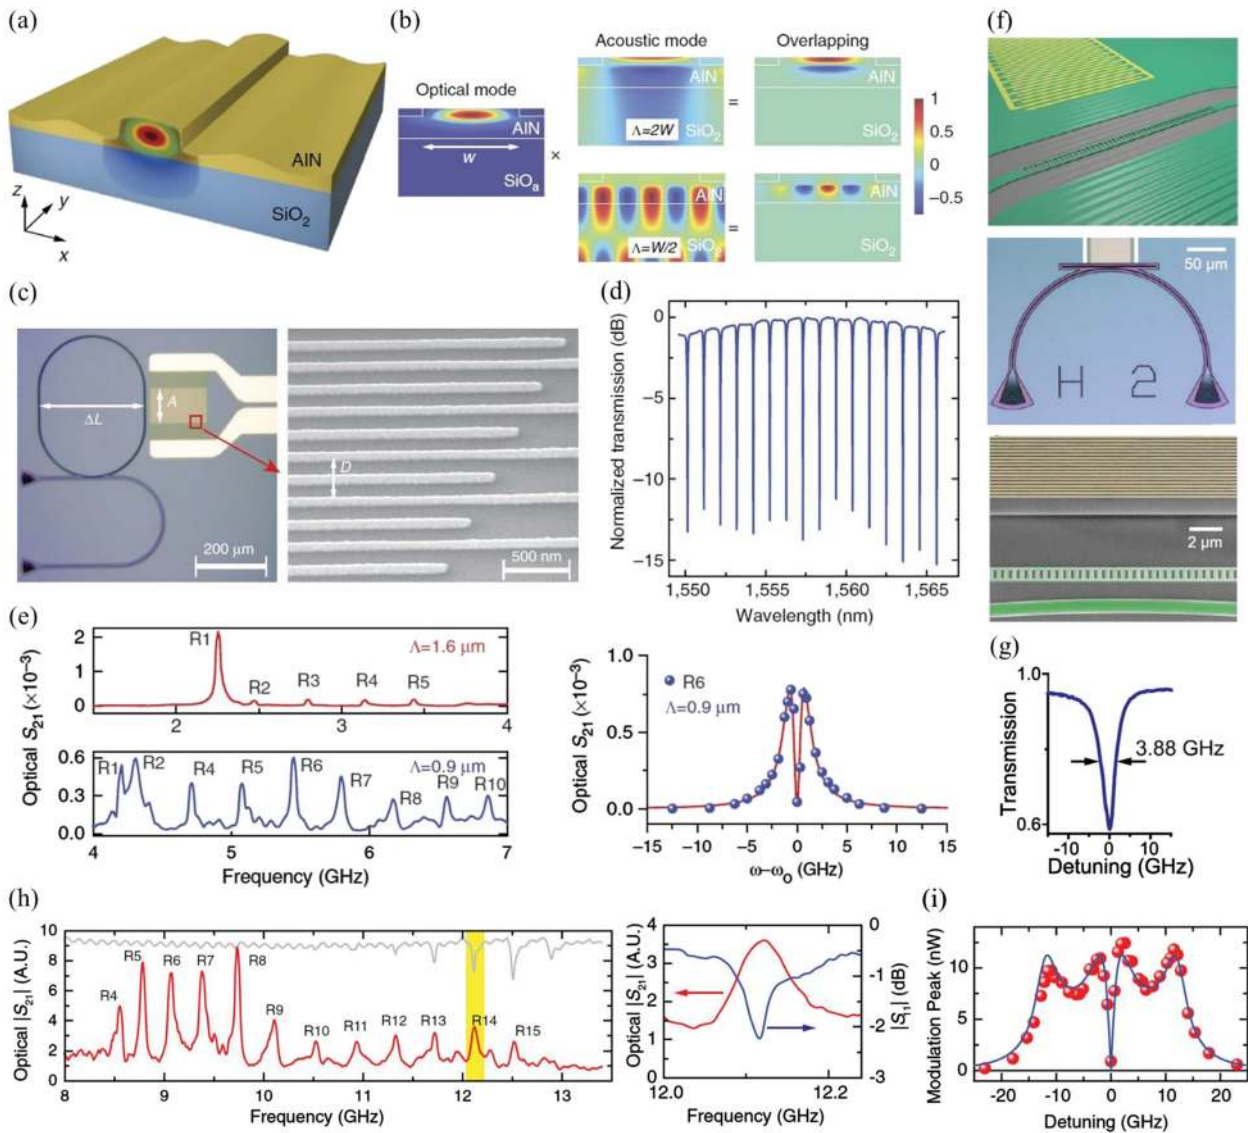 (a)
AlN
SiO2
z
y
x
(b)
Optical mode
AlN
W
SiOa
×
Acoustic mode
AlN
Λ=2W
SiO2
=
Overlapping
AlN
SiO2
AlN
Λ=W/2
=
AlN
SiO2
1
0.5
0
−0.5
(c)
ΔL
A
200 µm
D
500 nm
(d)
Normalized transmission (dB)
0
−5
−10
−15
1,550
1,555
1,560
1,565
Wavelength (nm)
(e)
Optical S21 (×10−3)
2
1
0
R1
R2
R3
R4
R5
Λ=1.6 µm
2
3
4
0.6
0.3
0.0
R1
R2
R4
R5
R6
R7
R8
R9
R10
Λ=0.9 µm
4
5
6
7
Frequency (GHz)
Optical S21 (×10−3)
1.0
0.5
0.0
R6
Λ=0.9 µm
−15
−10
−5
0
5
10
15
ω−ωo (GHz)
(f)
50 µm
H 2
2 µm
(g)
Transmission
1.0
0.6
3.88 GHz
-10
0
10
Detuning (GHz)
(h)
Optical |S21| (A.U.)
10
8
6
4
2
0
R4
R5
R6
R7
R8
R9
R10
R11
R12
R13
R14
R15
8
9
10
11
12
13
Frequency (GHz)
Optical |S21| (A.U.)
4
3
2
1
0
12.0
12.2
Frequency (GHz)
0
-1
-2
-3
(dB)
(i)
Modulation Peak (nW)
10
5
0
-20
-10
0
10
20
Detuning (GHz)